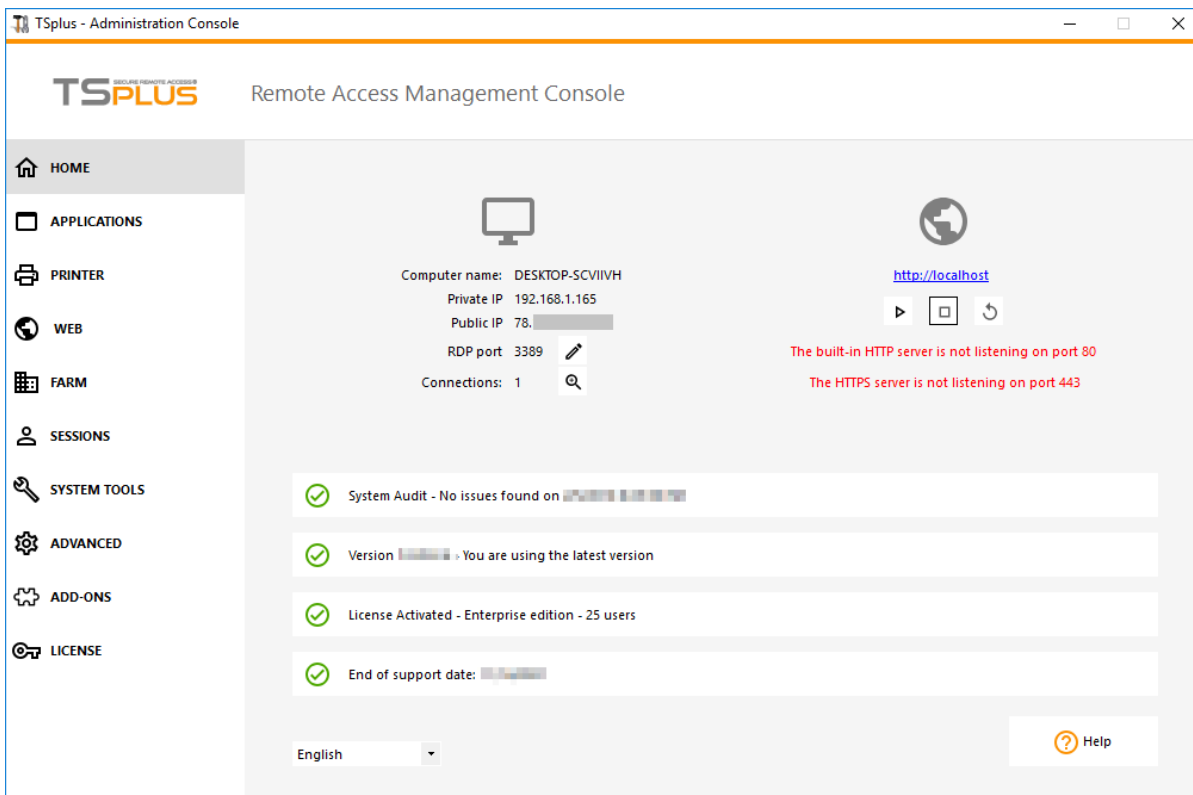 TSplus - Administration Console
TSPLUS SECURE REMOTE ACCESS®
Remote Access Management Console
HOME
APPLICATIONS
PRINTER
WEB
FARM
SESSIONS
SYSTEM TOOLS
ADVANCED
ADD-ONS
LICENSE
Computer name: DESKTOP-SCVIIVH
Private IP 192.168.1.165
Public IP 78.
RDP port 3389
Connections: 1
http://localhost
The built-in HTTP server is not listening on port 80
The HTTPS server is not listening on port 443
System Audit - No issues found on
Version - You are using the latest version
License Activated - Enterprise edition - 25 users
End of support date:
English
Help